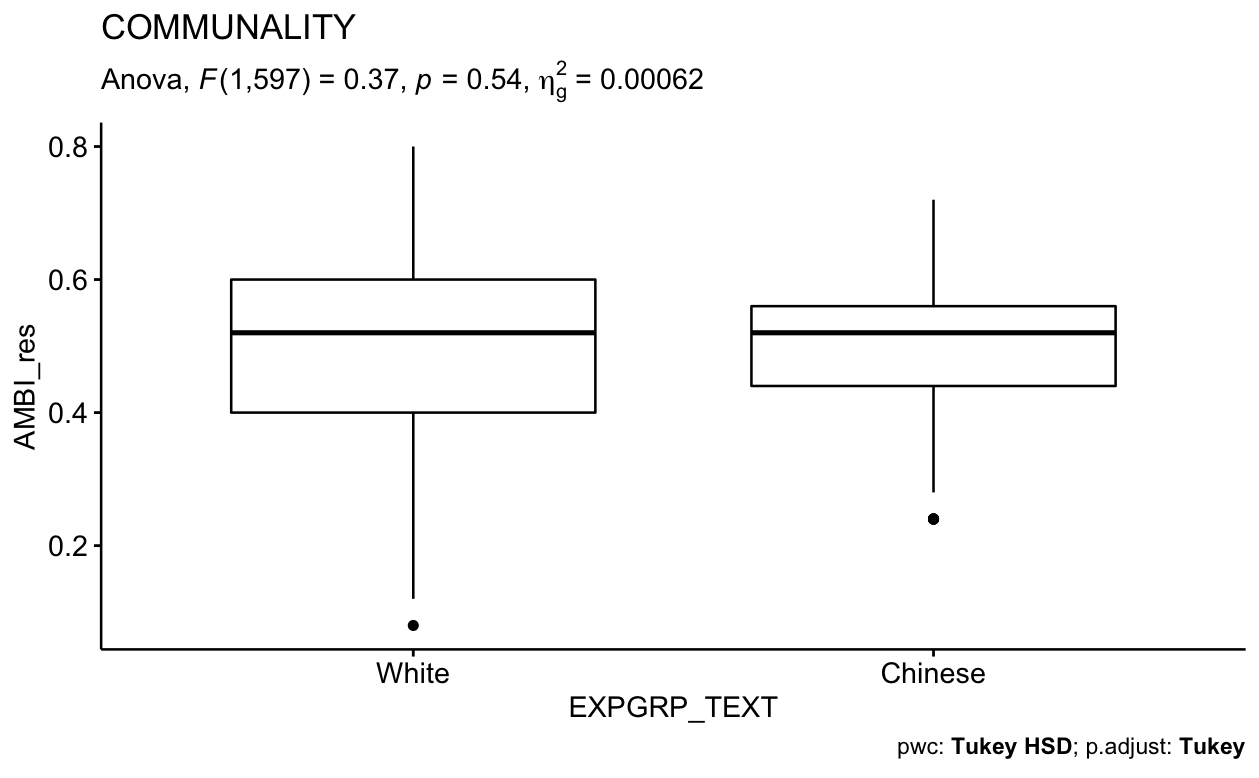 COMMUNALITY
Anova, F(1,597) = 0.37, p = 0.54, η²g = 0.00062
0.8
0.6
0.4
0.2
AMBI_res
White Chinese
EXPGRP_TEXT
pwc: Tukey HSD; p.adjust: Tukey